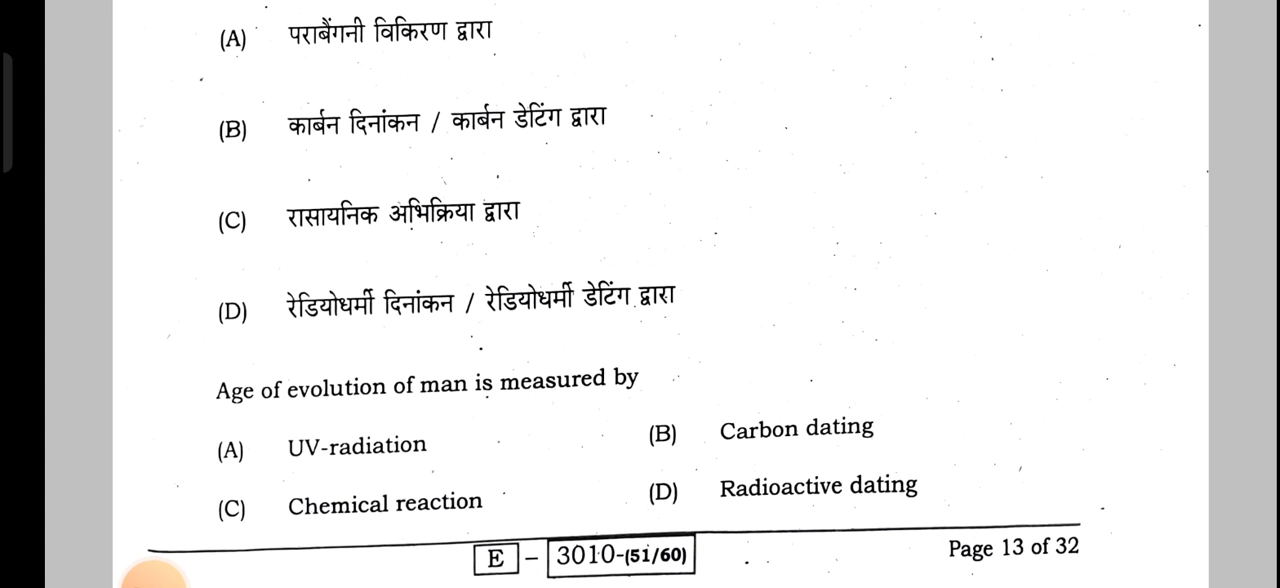 (A) पराबैंगनी विकिरण द्वारा
(B) कार्बन दिनांकन / कार्बन डेटिंग द्वारा
(C) रासायनिक अभिक्रिया द्वारा
(D) रेडियोधर्मी दिनांकन / रेडियोधर्मी डेटिंग द्वारा
Age of evolution of man is measured by
(A) UV-radiation (B) Carbon dating
(C) Chemical reaction (D) Radioactive dating
E – 3010-(51/60) Page 13 of 32